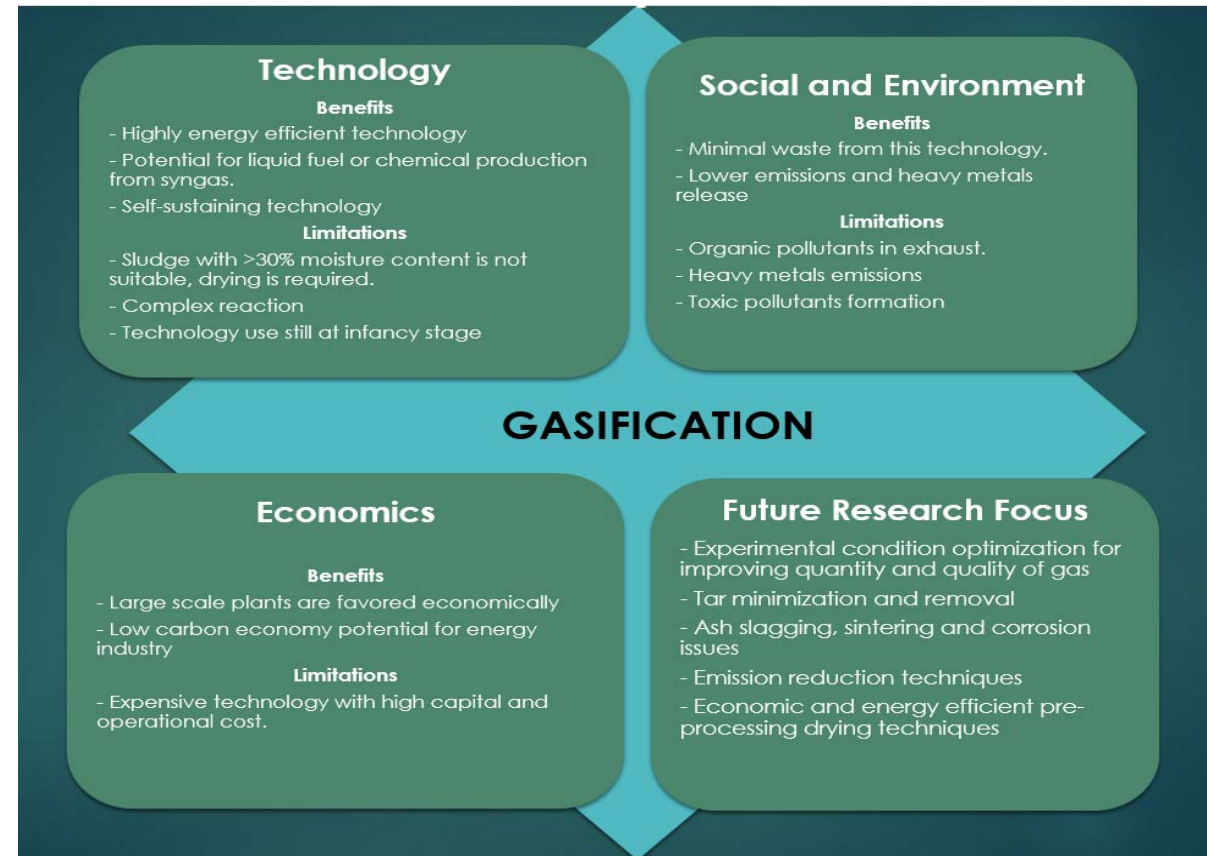 Technology
Benefits
- Highly energy efficient technology
- Potential for liquid fuel or chemical production
from syngas.
- Self-sustaining technology
Limitations
- Sludge with >30% moisture content is not
suitable, drying is required.
- Complex reaction
- Technology use still at infancy stage
Social and Environment
Benefits
- Minimal waste from this technology.
- Lower emissions and heavy metals
release
Limitations
- Organic pollutants in exhaust.
- Heavy metals emissions
- Toxic pollutants formation
GASIFICATION
Economics
Benefits
- Large scale plants are favored economically
- Low carbon economy potential for energy
industry
Limitations
- Expensive technology with high capital and
operational cost.
Future Research Focus
- Experimental condition optimization for
improving quantity and quality of gas
- Tar minimization and removal
- Ash slagging, sintering and corrosion
issues
- Emission reduction techniques
- Economic and energy efficient pre-
processing drying techniques